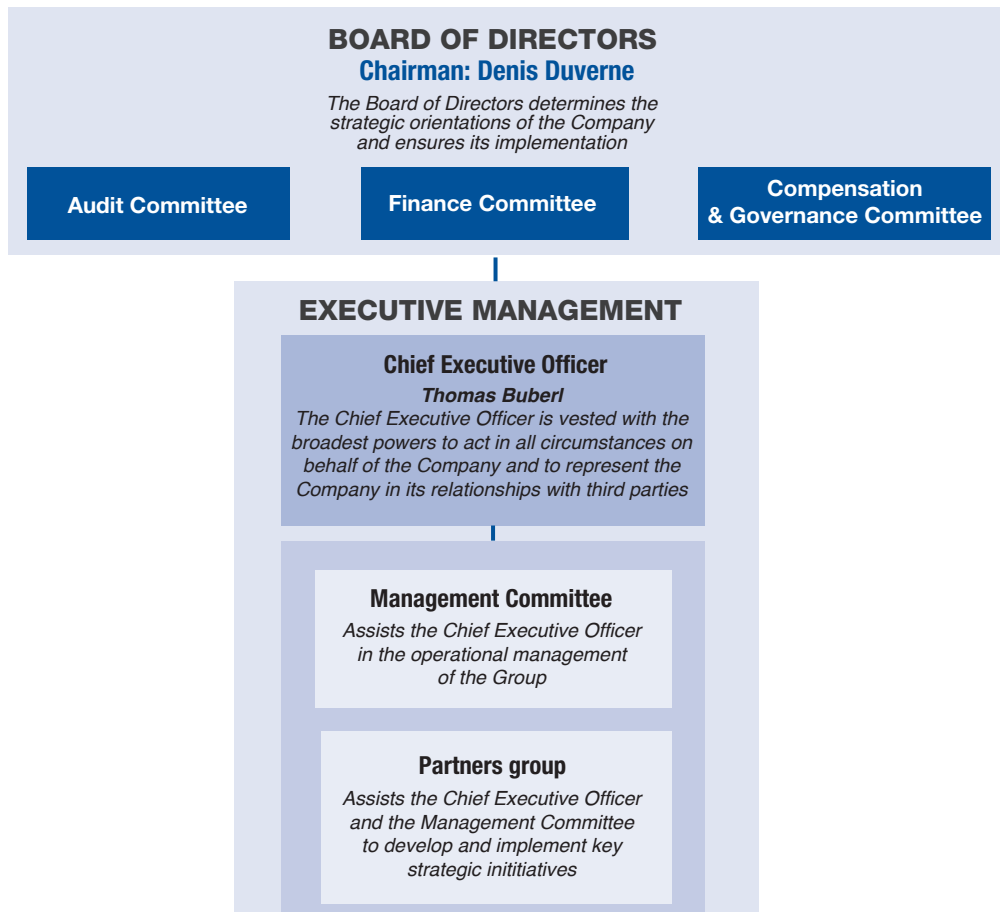 BOARD OF DIRECTORS
Chairman: Denis Duverne
The Board of Directors determines the
strategic orientations of the Company
and ensures its implementation
Audit Committee
Finance Committee
Compensation
& Governance Committee
EXECUTIVE MANAGEMENT
Chief Executive Officer
Thomas Buberl
The Chief Executive Officer is vested with the
broadest powers to act in all circumstances on
behalf of the Company and to represent the
Company in its relationships with third parties
Management Committee
Assists the Chief Executive Officer
in the operational management
of the Group
Partners group
Assists the Chief Executive Officer
and the Management Committee
to develop and implement key
strategic inititiatives